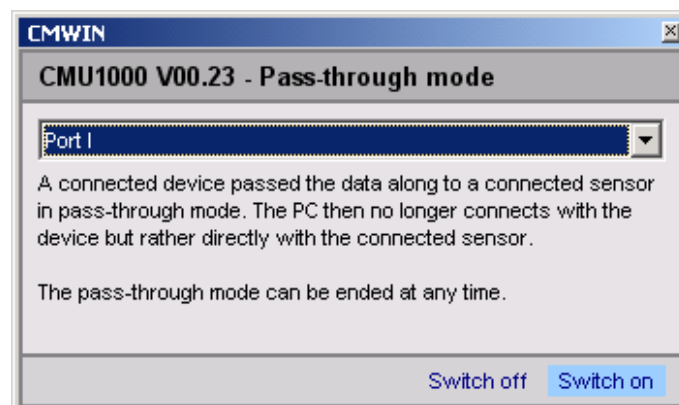 CMWIN
CMU1000 V00.23 - Pass-through mode
Port I
A connected device passed the data along to a connected sensor
in pass-through mode. The PC then no longer connects with the
device but rather directly with the connected sensor.
The pass-through mode can be ended at any time.
Switch off Switch on